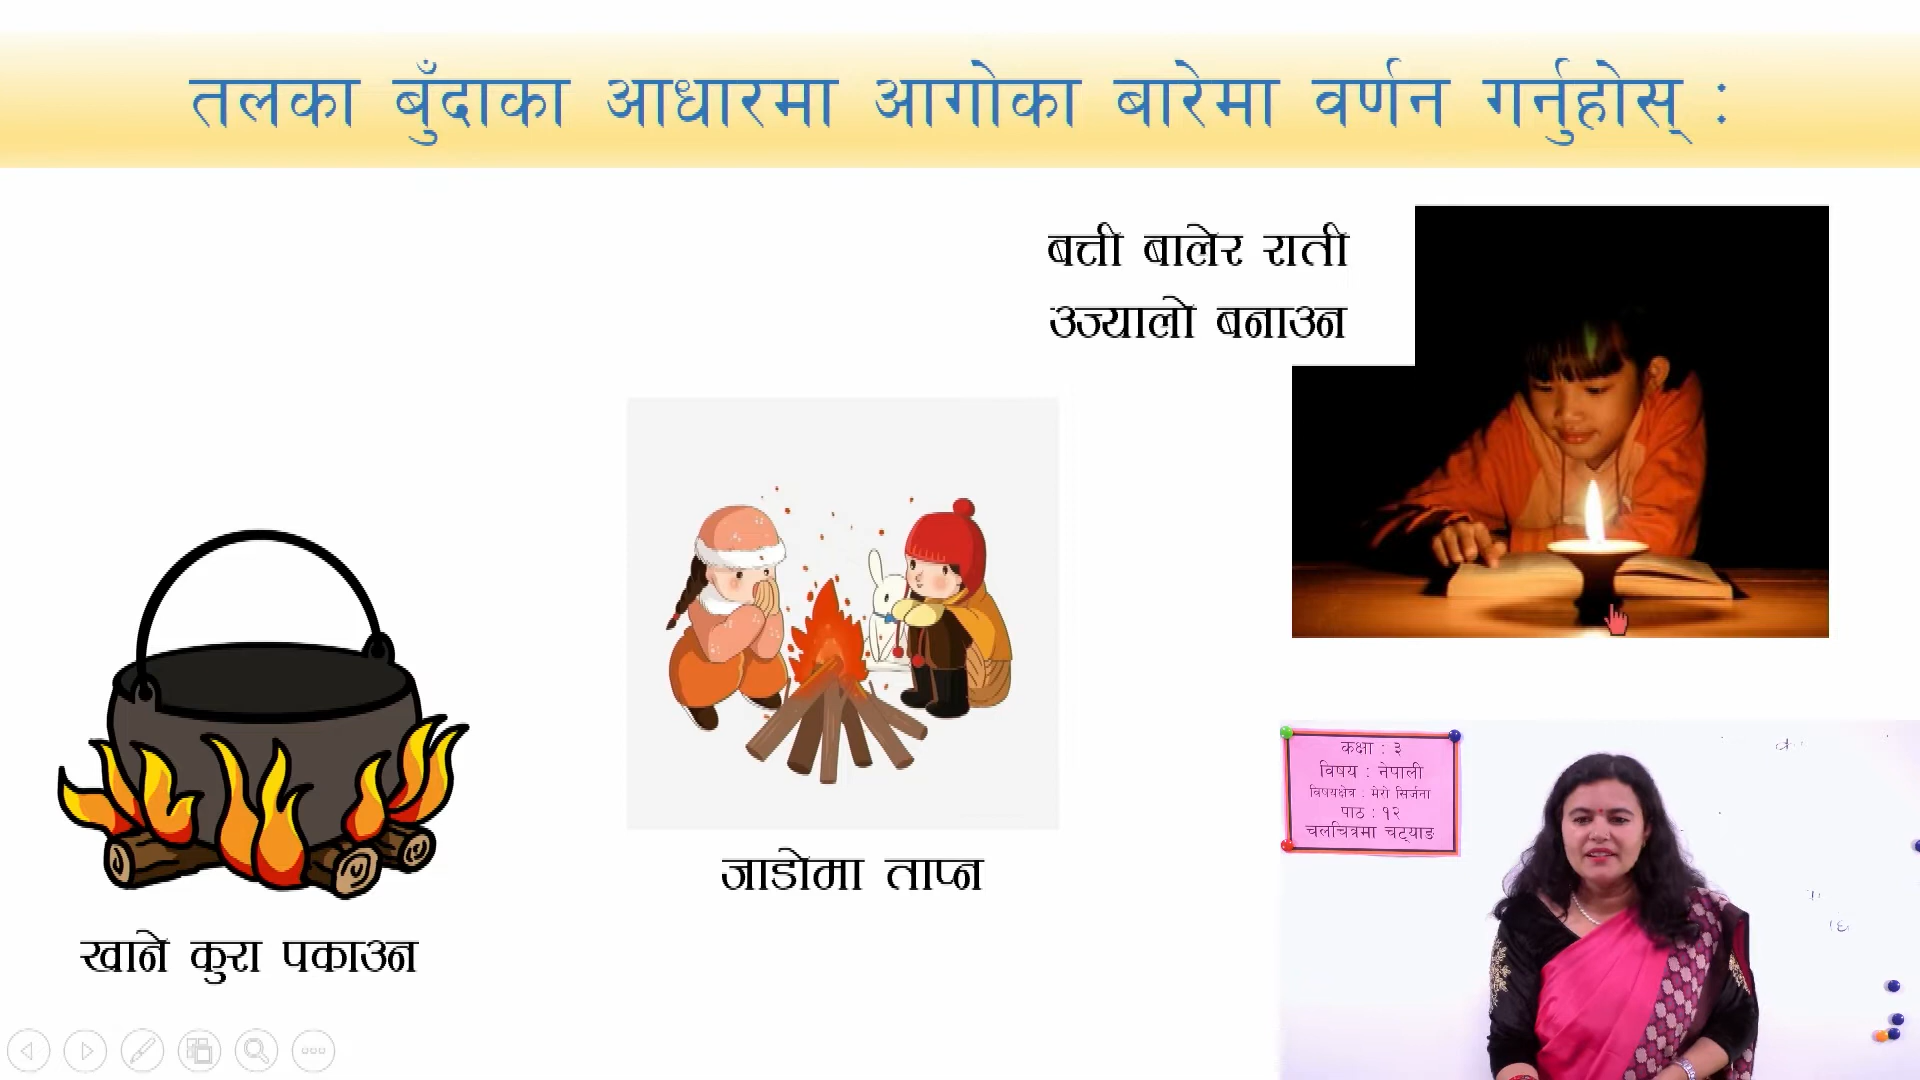 तलका बुँदाका आधारमा आगोका बारेमा वर्णन गर्नुहोस् :
बत्ती बालेर राती
उज्यालो बनाउन
जाडोमा ताप्न
खाने कुरा पकाउन
कक्षा : ३
विषय : नेपाली
विषयक्षेत्र : मेरो सिर्जना
पाठ : १२
चलचित्रमा चट्याङ